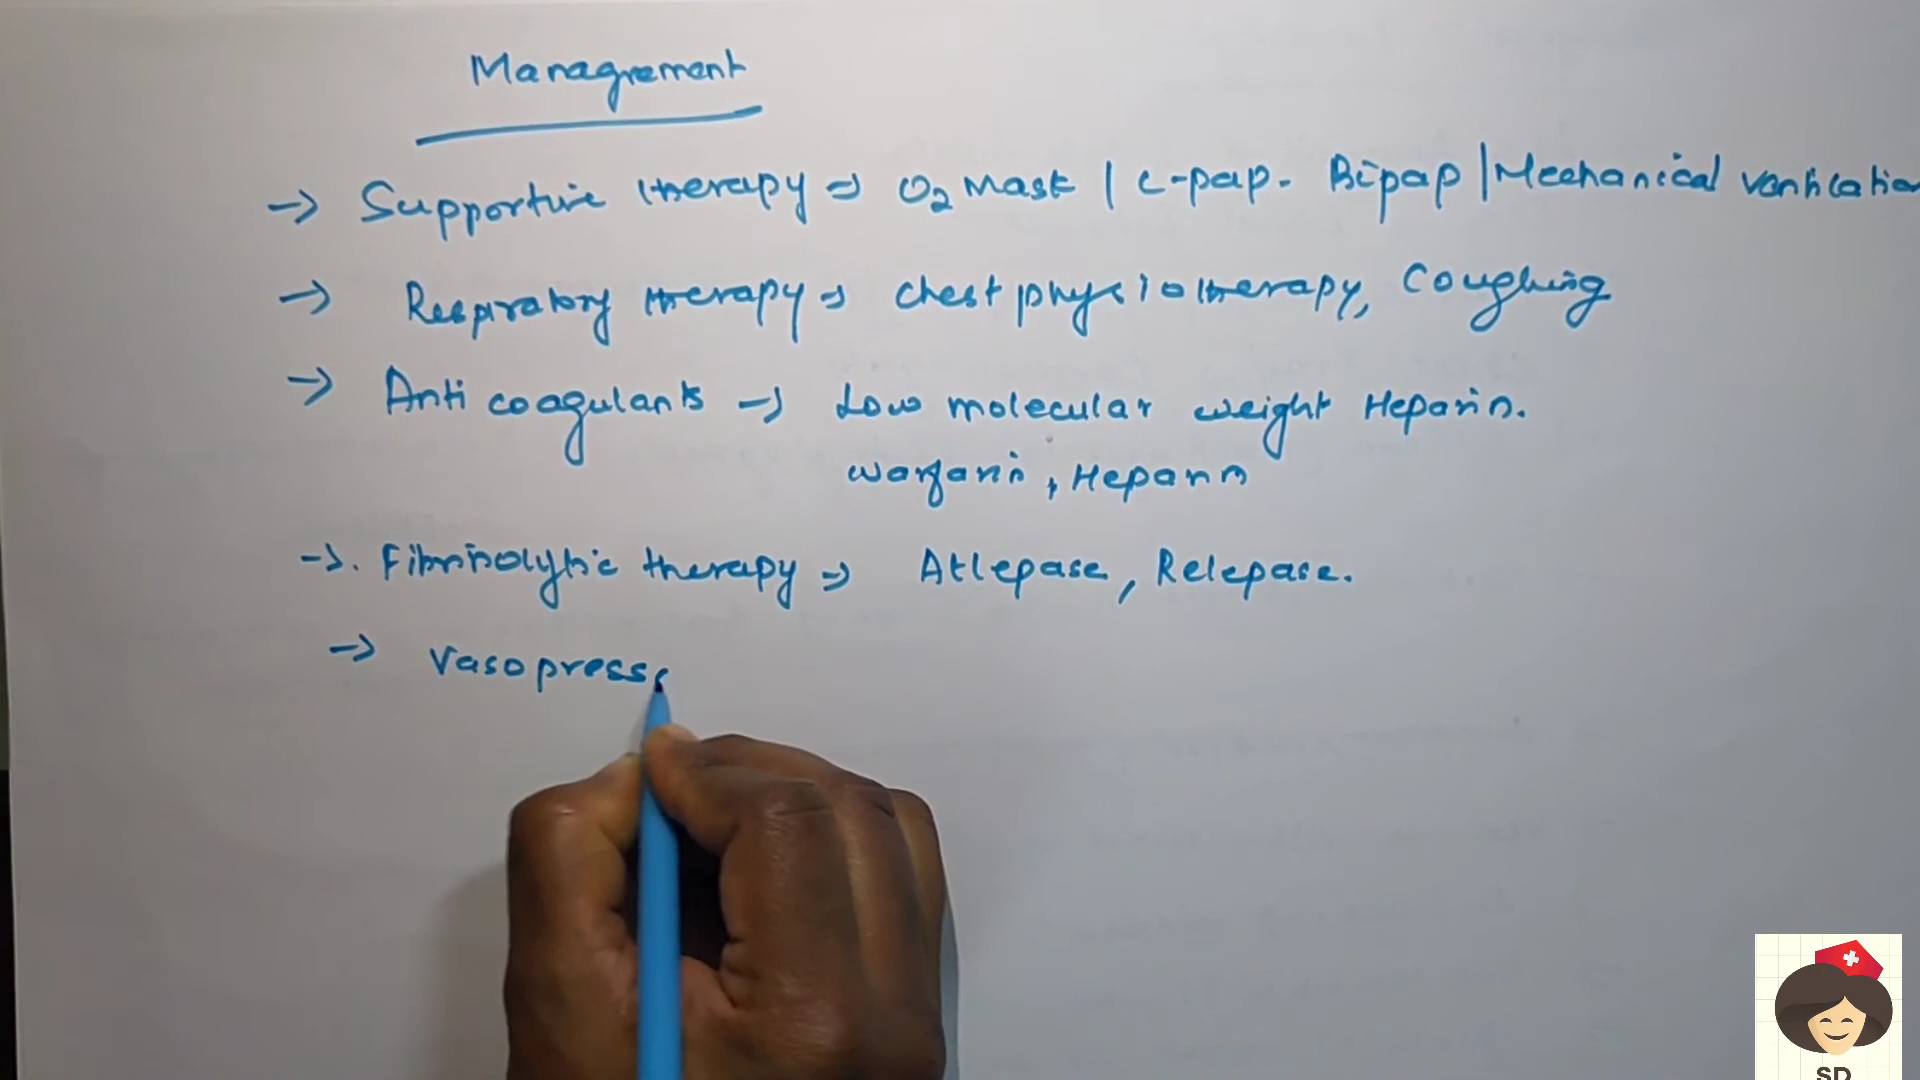 Management
-> Supportive therapy => O2 Mask | C-pap. Bipap | Mechanical ventilation
-> Respiratory therapy => chest physiotherapy, Coughing
-> Anti coagulants -> Low molecular weight Heparin.
warfarin, Heparin
->. Fibrinolytic therapy => Atlepase, Relepase.
-> Vasopress
SD